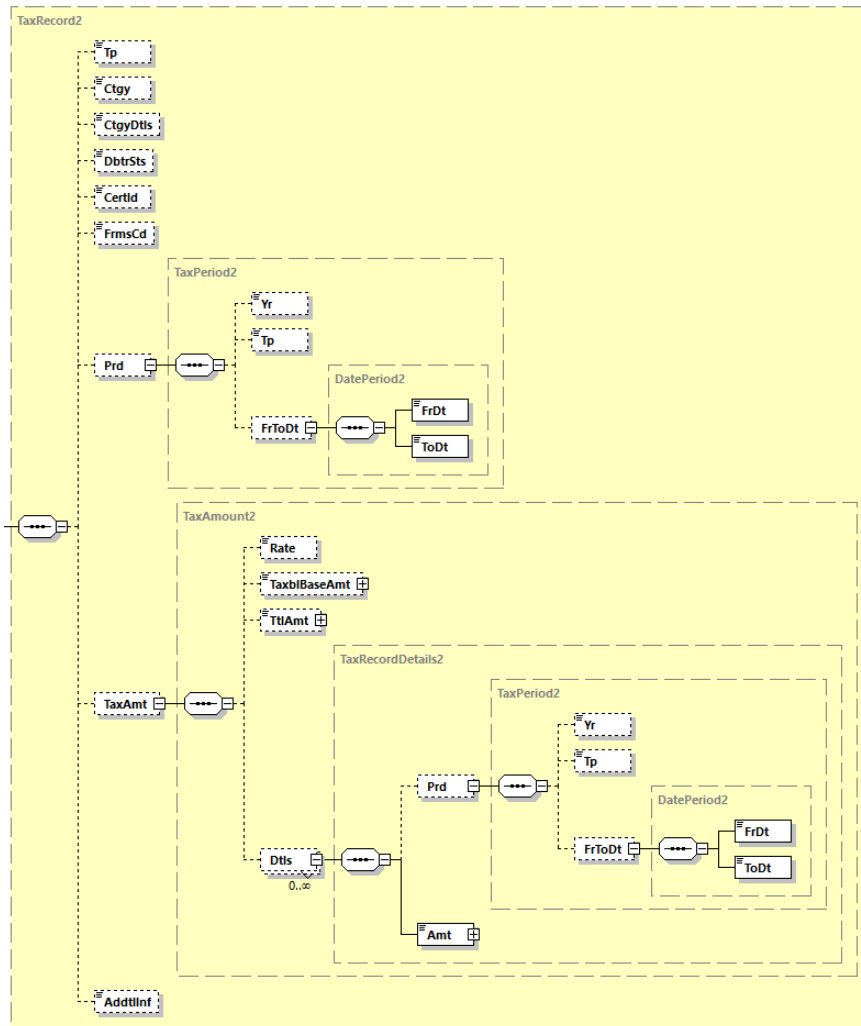 TaxRecord2
Tp
Ctgy
CtgyDtls
DbtrSts
CertId
FrmsCd
TaxPeriod2
Yr
Tp
Prd
DatePeriod2
FrDt
FrToDt
ToDt
TaxAmount2
Rate
TaxblBaseAmt
TtlAmt
TaxRecordDetails2
TaxPeriod2
TaxAmt
Yr
Tp
Prd
DatePeriod2
FrDt
FrToDt
Dtls
ToDt
0..∞
Amt
AddtlInf